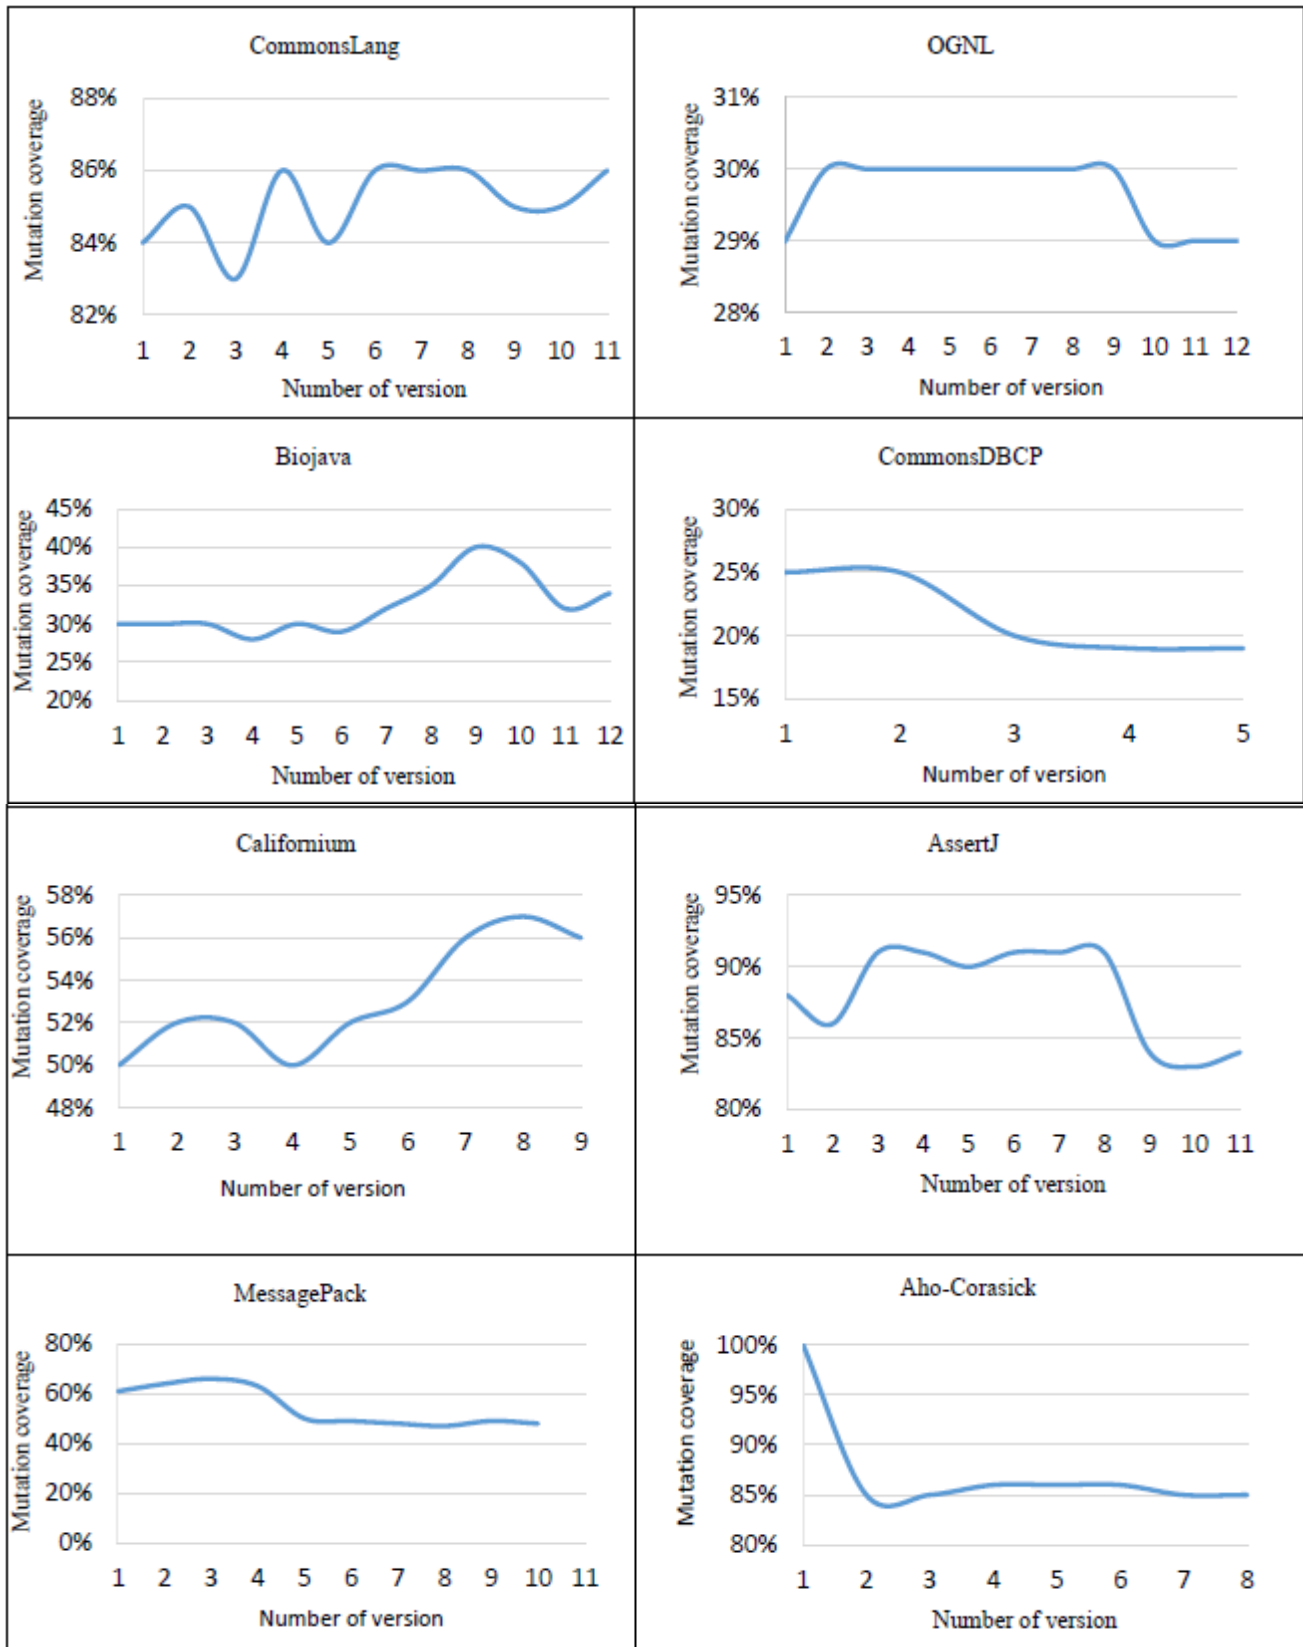 CommonsLang
Mutation coverage
88%
86%
84%
82%
1 2 3 4 5 6 7 8 9 10 11
Number of version
OGNL
Mutation coverage
31%
30%
29%
28%
1 2 3 4 5 6 7 8 9 10 11 12
Number of version
Biojava
Mutation coverage
45%
40%
35%
30%
25%
20%
1 2 3 4 5 6 7 8 9 10 11 12
Number of version
CommonsDBCP
Mutation coverage
30%
25%
20%
15%
1 2 3 4 5
Number of version
Californium
Mutation coverage
58%
56%
54%
52%
50%
48%
1 2 3 4 5 6 7 8 9
Number of version
AssertJ
Mutation coverage
95%
90%
85%
80%
1 2 3 4 5 6 7 8 9 10 11
Number of version
MessagePack
Mutation coverage
80%
60%
40%
20%
0%
1 2 3 4 5 6 7 8 9 10 11
Number of version
Aho-Corasick
Mutation coverage
100%
95%
90%
85%
80%
1 2 3 4 5 6 7 8
Number of version